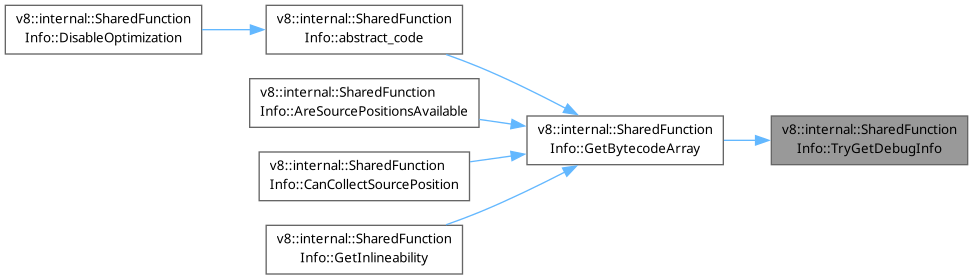 v8::internal::SharedFunction
Info::DisableOptimization
v8::internal::SharedFunction
Info::abstract_code
v8::internal::SharedFunction
Info::AreSourcePositionsAvailable
v8::internal::SharedFunction
Info::CanCollectSourcePosition
v8::internal::SharedFunction
Info::GetInlineability
v8::internal::SharedFunction
Info::GetBytecodeArray
v8::internal::SharedFunction
Info::TryGetDebugInfo